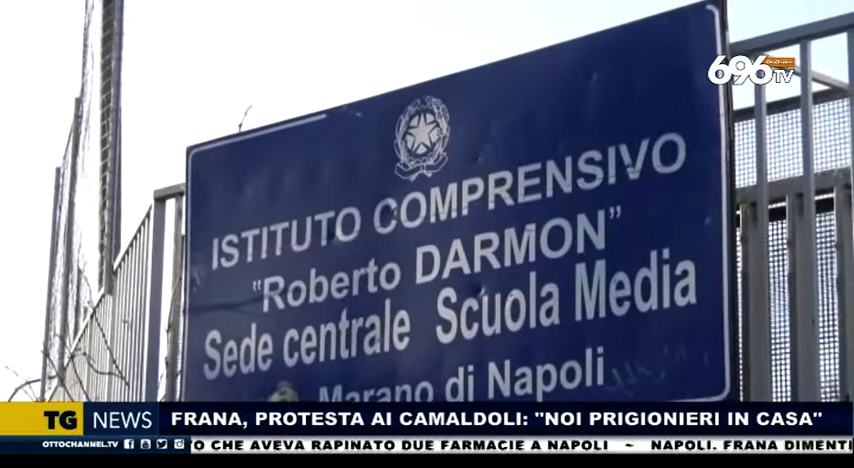 696 TV
ISTITUTO COMPRENSIVO
"Roberto DARMON"
Sede centrale Scuola Media
Marano di Napoli
TG NEWS
FRANA, PROTESTA AI CAMALDOLI: "NOI PRIGIONIERI IN CASA"
OTTOCHANNEL.TV
TO CHE AVEVA RAPINATO DUE FARMACIE A NAPOLI ~ NAPOLI. FRANA DIMENTI